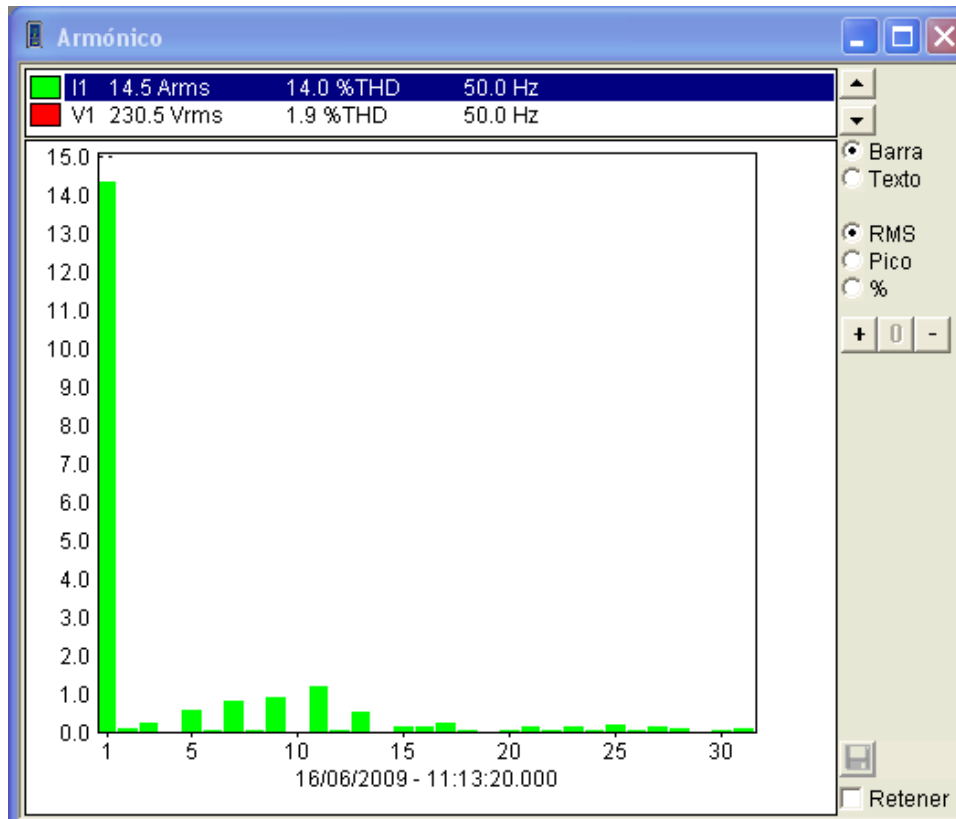 Armónico
I1 14.5 Arms 14.0 %THD 50.0 Hz
V1 230.5 Vrms 1.9 %THD 50.0 Hz
Barra
Texto
RMS
Pico
%
+ 0 -
15.0
14.0
13.0
12.0
11.0
10.0
9.0
8.0
7.0
6.0
5.0
4.0
3.0
2.0
1.0
0.0
1 5 10 15 20 25 30
16/06/2009 - 11:13:20.000
Retener